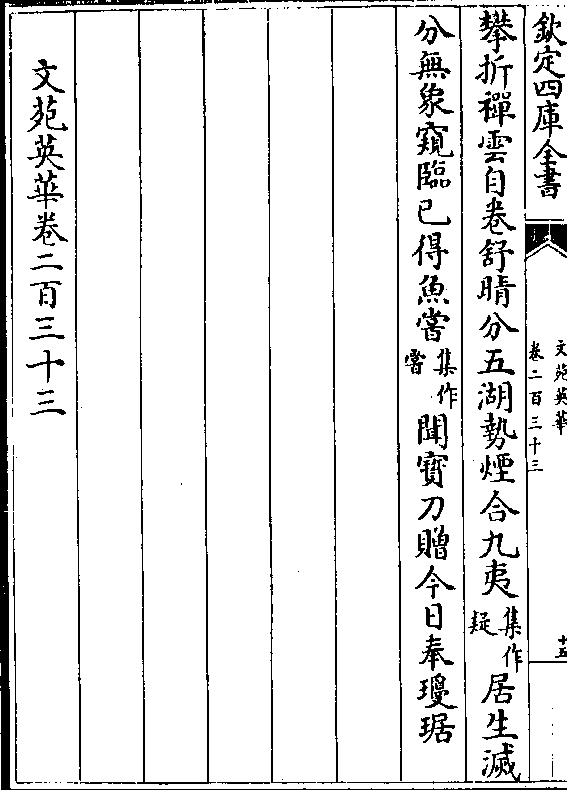 欽定四庫全書
文苑英華
卷二百三十三
十五
攀折禪雲自卷舒晴分五湖勢煙合九夷集作疑居生滅
分無象窺臨已得魚嘗集作嘗聞寳刀贈今日奉瓊琚
文苑英華卷二百三十三